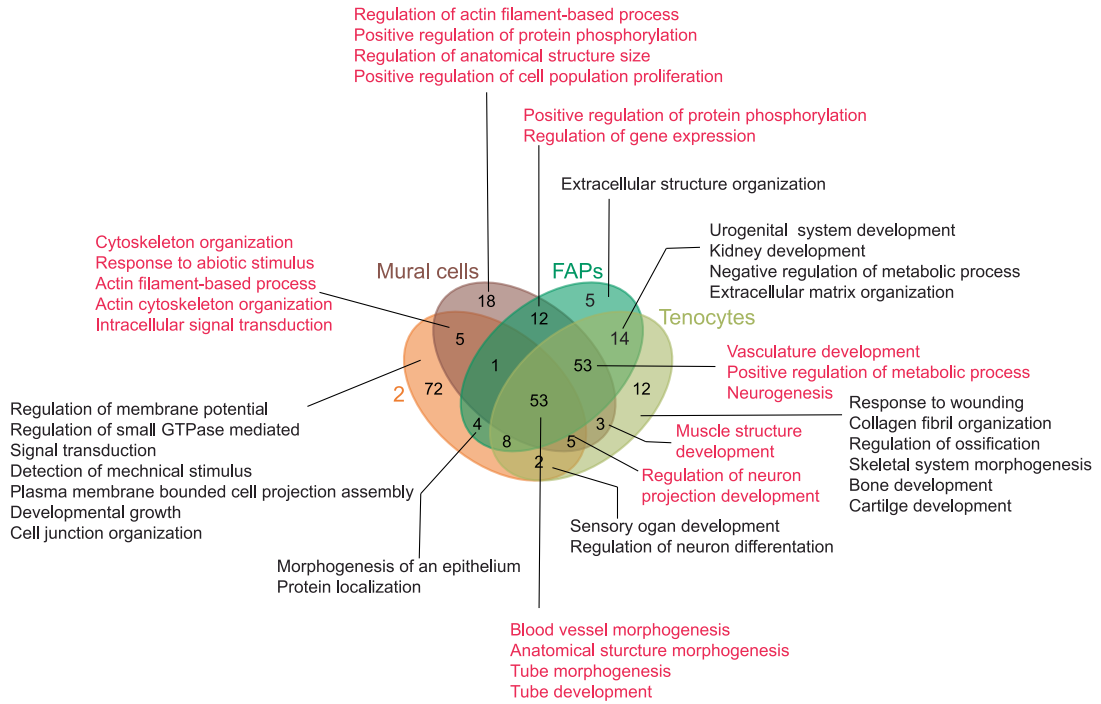 Regulation of actin filament-based process
Positive regulation of protein phosphorylation
Regulation of anatomical structure size
Positive regulation of cell population proliferation
Positive regulation of protein phosphorylation
Regulation of gene expression
Extracellular structure organization
Urogenital system development
Kidney development
Negative regulation of metabolic process
Extracellular matrix organization
Cytoskeleton organization
Response to abiotic stimulus
Actin filament-based process
Actin cytoskeleton organization
Intracellular signal transduction
Mural cells
FAPs
Tenocytes
2
18
12
5
5
14
1
53
72
53
12
4
8
5
3
2
Vasculature development
Positive regulation of metabolic process
Neurogenesis
Response to wounding
Collagen fibril organization
Regulation of ossification
Skeletal system morphogenesis
Bone development
Cartilge development
Muscle structure
development
Regulation of neuron
projection development
Regulation of membrane potential
Regulation of small GTPase mediated
Signal transduction
Detection of mechnical stimulus
Plasma membrane bounded cell projection assembly
Developmental growth
Cell junction organization
Sensory ogan development
Regulation of neuron differentation
Morphogenesis of an epithelium
Protein localization
Blood vessel morphogenesis
Anatomical sturcture morphogenesis
Tube morphogenesis
Tube development